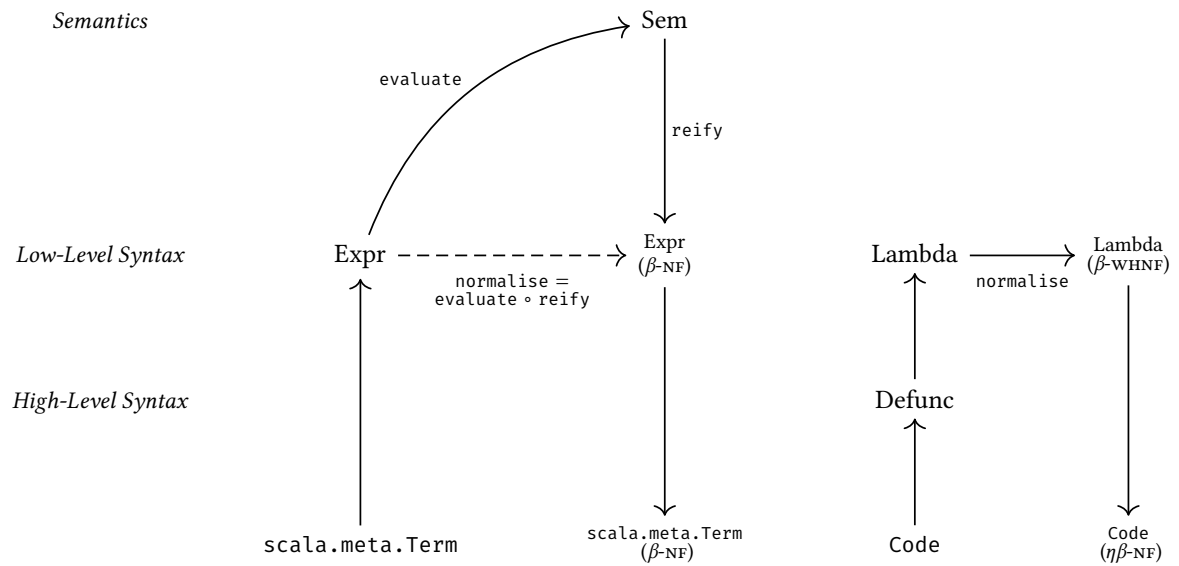 Semantics
Sem
evaluate
reify
Low-Level Syntax
Expr
Expr
(β-NF)
normalise =
evaluate ∘ reify
Lambda
normalise
Lambda
(β-WHNF)
High-Level Syntax
Defunc
scala.meta.Term
scala.meta.Term
(β-NF)
Code
Code
(ηβ-NF)